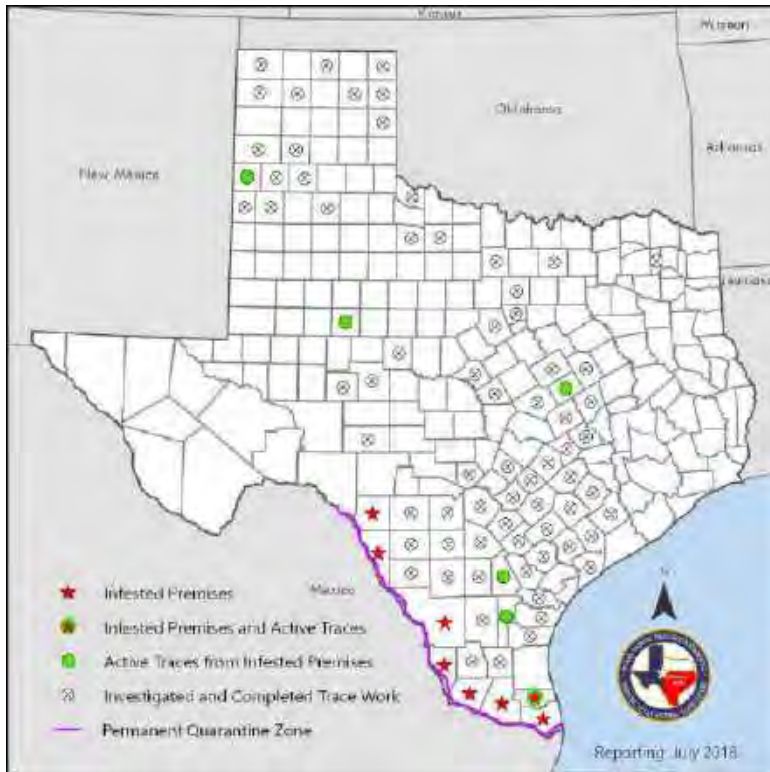 Kansas
Missouri
Oklahoma
Arkansas
New Mexico
Louisiana
Mexico
N
Infested Premises
Infested Premises and Active Traces
Active Traces from Infested Premises
Investigated and Completed Trace Work
Permanent Quarantine Zone
Reporting July 2018